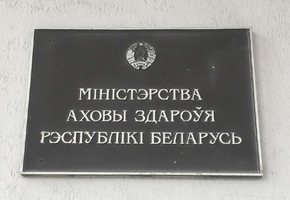 МІНІСТЭРСТВА
АХОВЫ ЗДАРОЎЯ
РЭСПУБЛІКІ БЕЛАРУСЬ